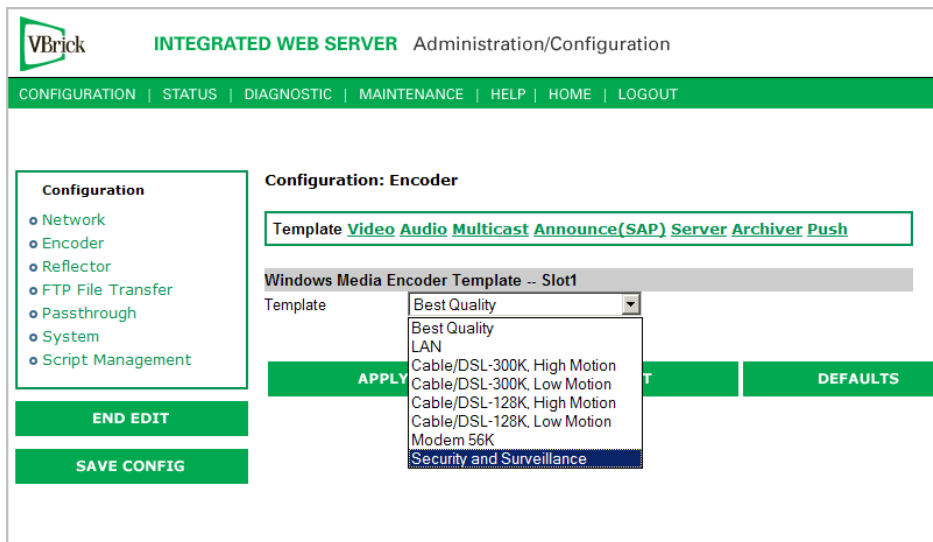 VBrick INTEGRATED WEB SERVER Administration/Configuration
CONFIGURATION | STATUS | DIAGNOSTIC | MAINTENANCE | HELP | HOME | LOGOUT
Configuration
Network
Encoder
Reflector
FTP File Transfer
Passthrough
System
Script Management
END EDIT
SAVE CONFIG
Configuration: Encoder
Template Video Audio Multicast Announce(SAP) Server Archiver Push
Windows Media Encoder Template -- Slot1
Template Best Quality
Best Quality
LAN
Cable/DSL-300K, High Motion
Cable/DSL-300K, Low Motion
Cable/DSL-128K, High Motion
Cable/DSL-128K, Low Motion
Modem 56K
Security and Surveillance
APPLY T DEFAULTS